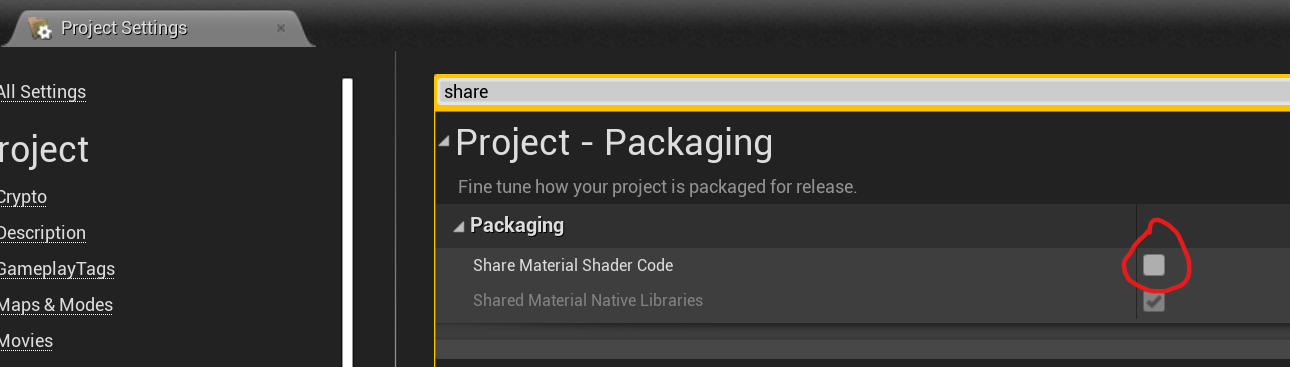 Project Settings
All Settings
share
roject
Project - Packaging
Fine tune how your project is packaged for release.
Crypto
Packaging
Description
Share Material Shader Code
GameplayTags
Shared Material Native Libraries
Maps & Modes
Movies